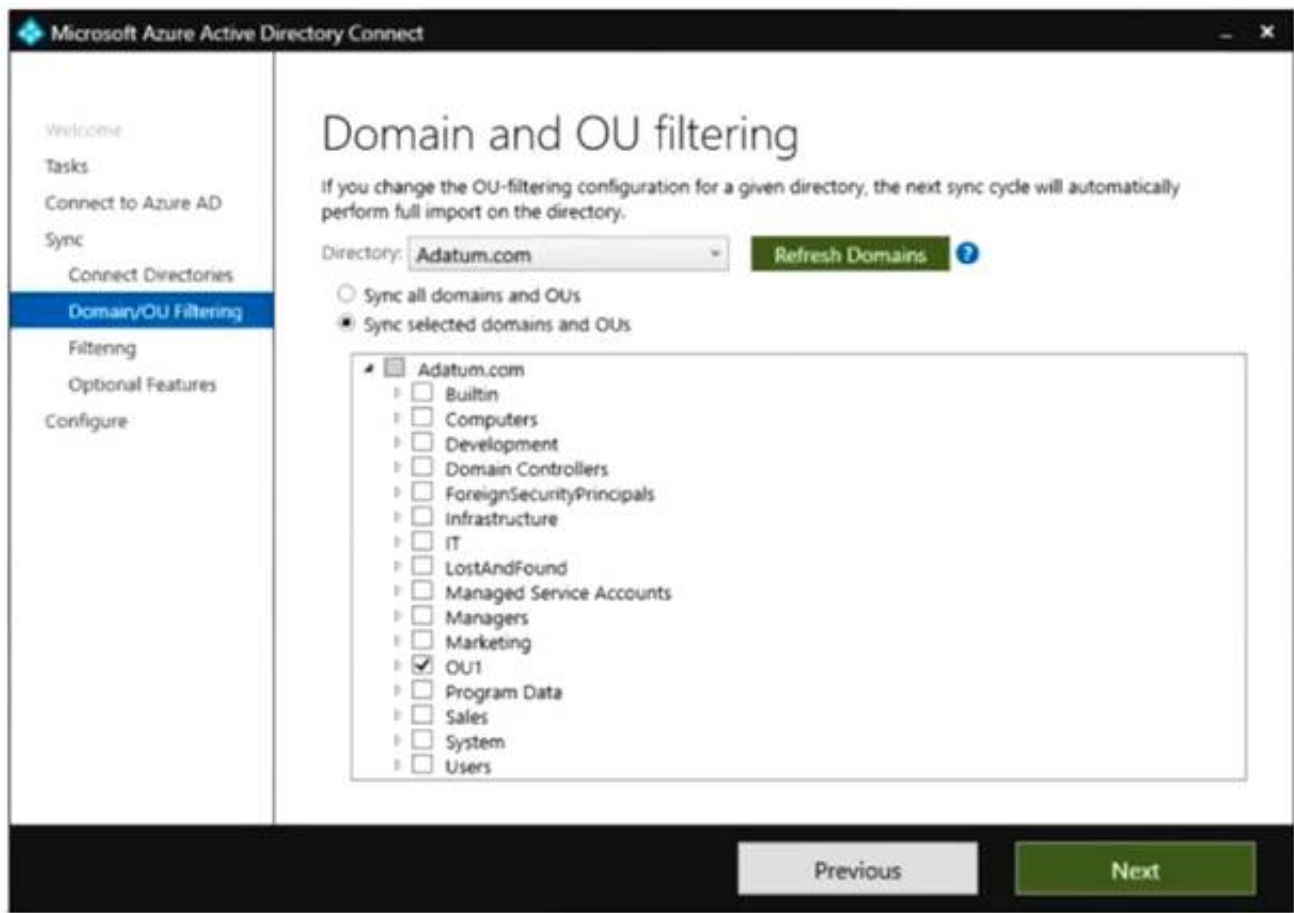 Microsoft Azure Active Directory Connect
Welcome
Tasks
Connect to Azure AD
Sync
Connect Directories
Domain/OU Filtering
Filtering
Optional Features
Configure
Domain and OU filtering
If you change the OU-filtering configuration for a given directory, the next sync cycle will automatically
perform full import on the directory.
Directory: Adatum.com Refresh Domains ?
Sync all domains and OUs
Sync selected domains and OUs
Adatum.com
Builtin
Computers
Development
Domain Controllers
ForeignSecurityPrincipals
Infrastructure
IT
LostAndFound
Managed Service Accounts
Managers
Marketing
OU1
Program Data
Sales
System
Users
Previous Next